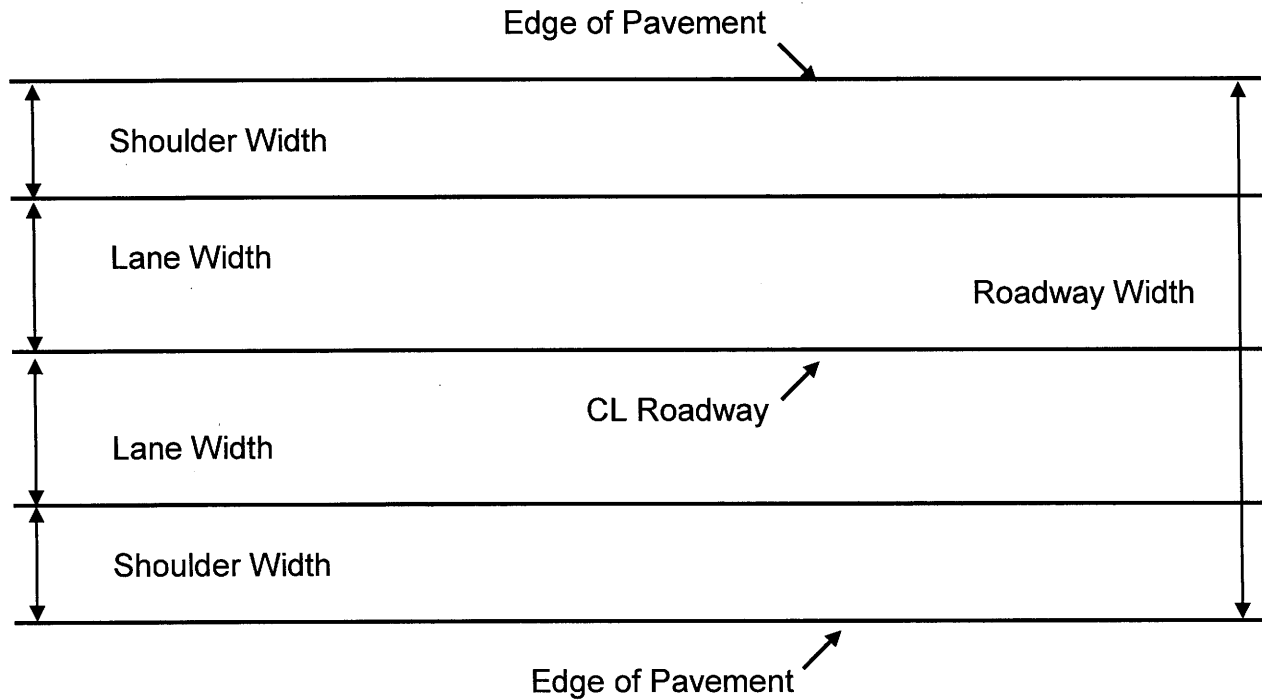 Edge of Pavement
Shoulder Width
Lane Width
Roadway Width
CL Roadway
Lane Width
Shoulder Width
Edge of Pavement